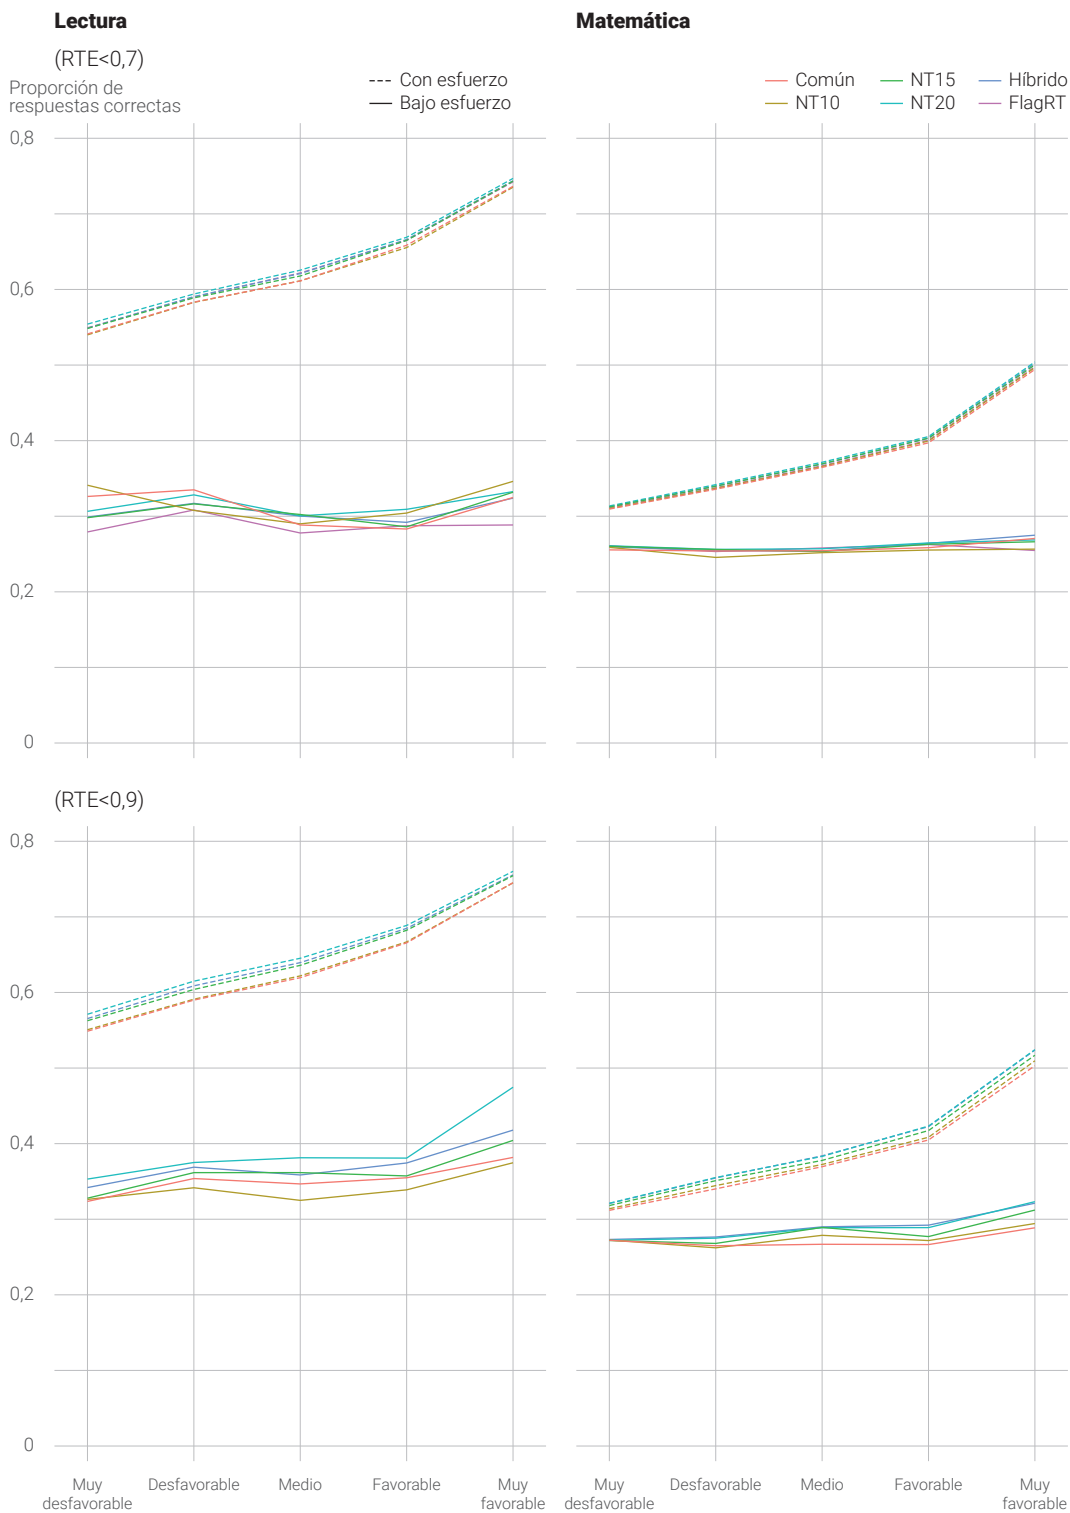 Lectura
Matemática
(RTE<0,7)
Proporción de
respuestas correctas
Con esfuerzo
Bajo esfuerzo
Común
NT15
Híbrido
NT10
NT20
FlagRT
0,8
0,6
0,4
0,2
0
(RTE<0,9)
0,8
0,6
0,4
0,2
0
Muy
desfavorable
Desfavorable
Medio
Favorable
Muy
favorable
Muy
desfavorable
Desfavorable
Medio
Favorable
Muy
favorable